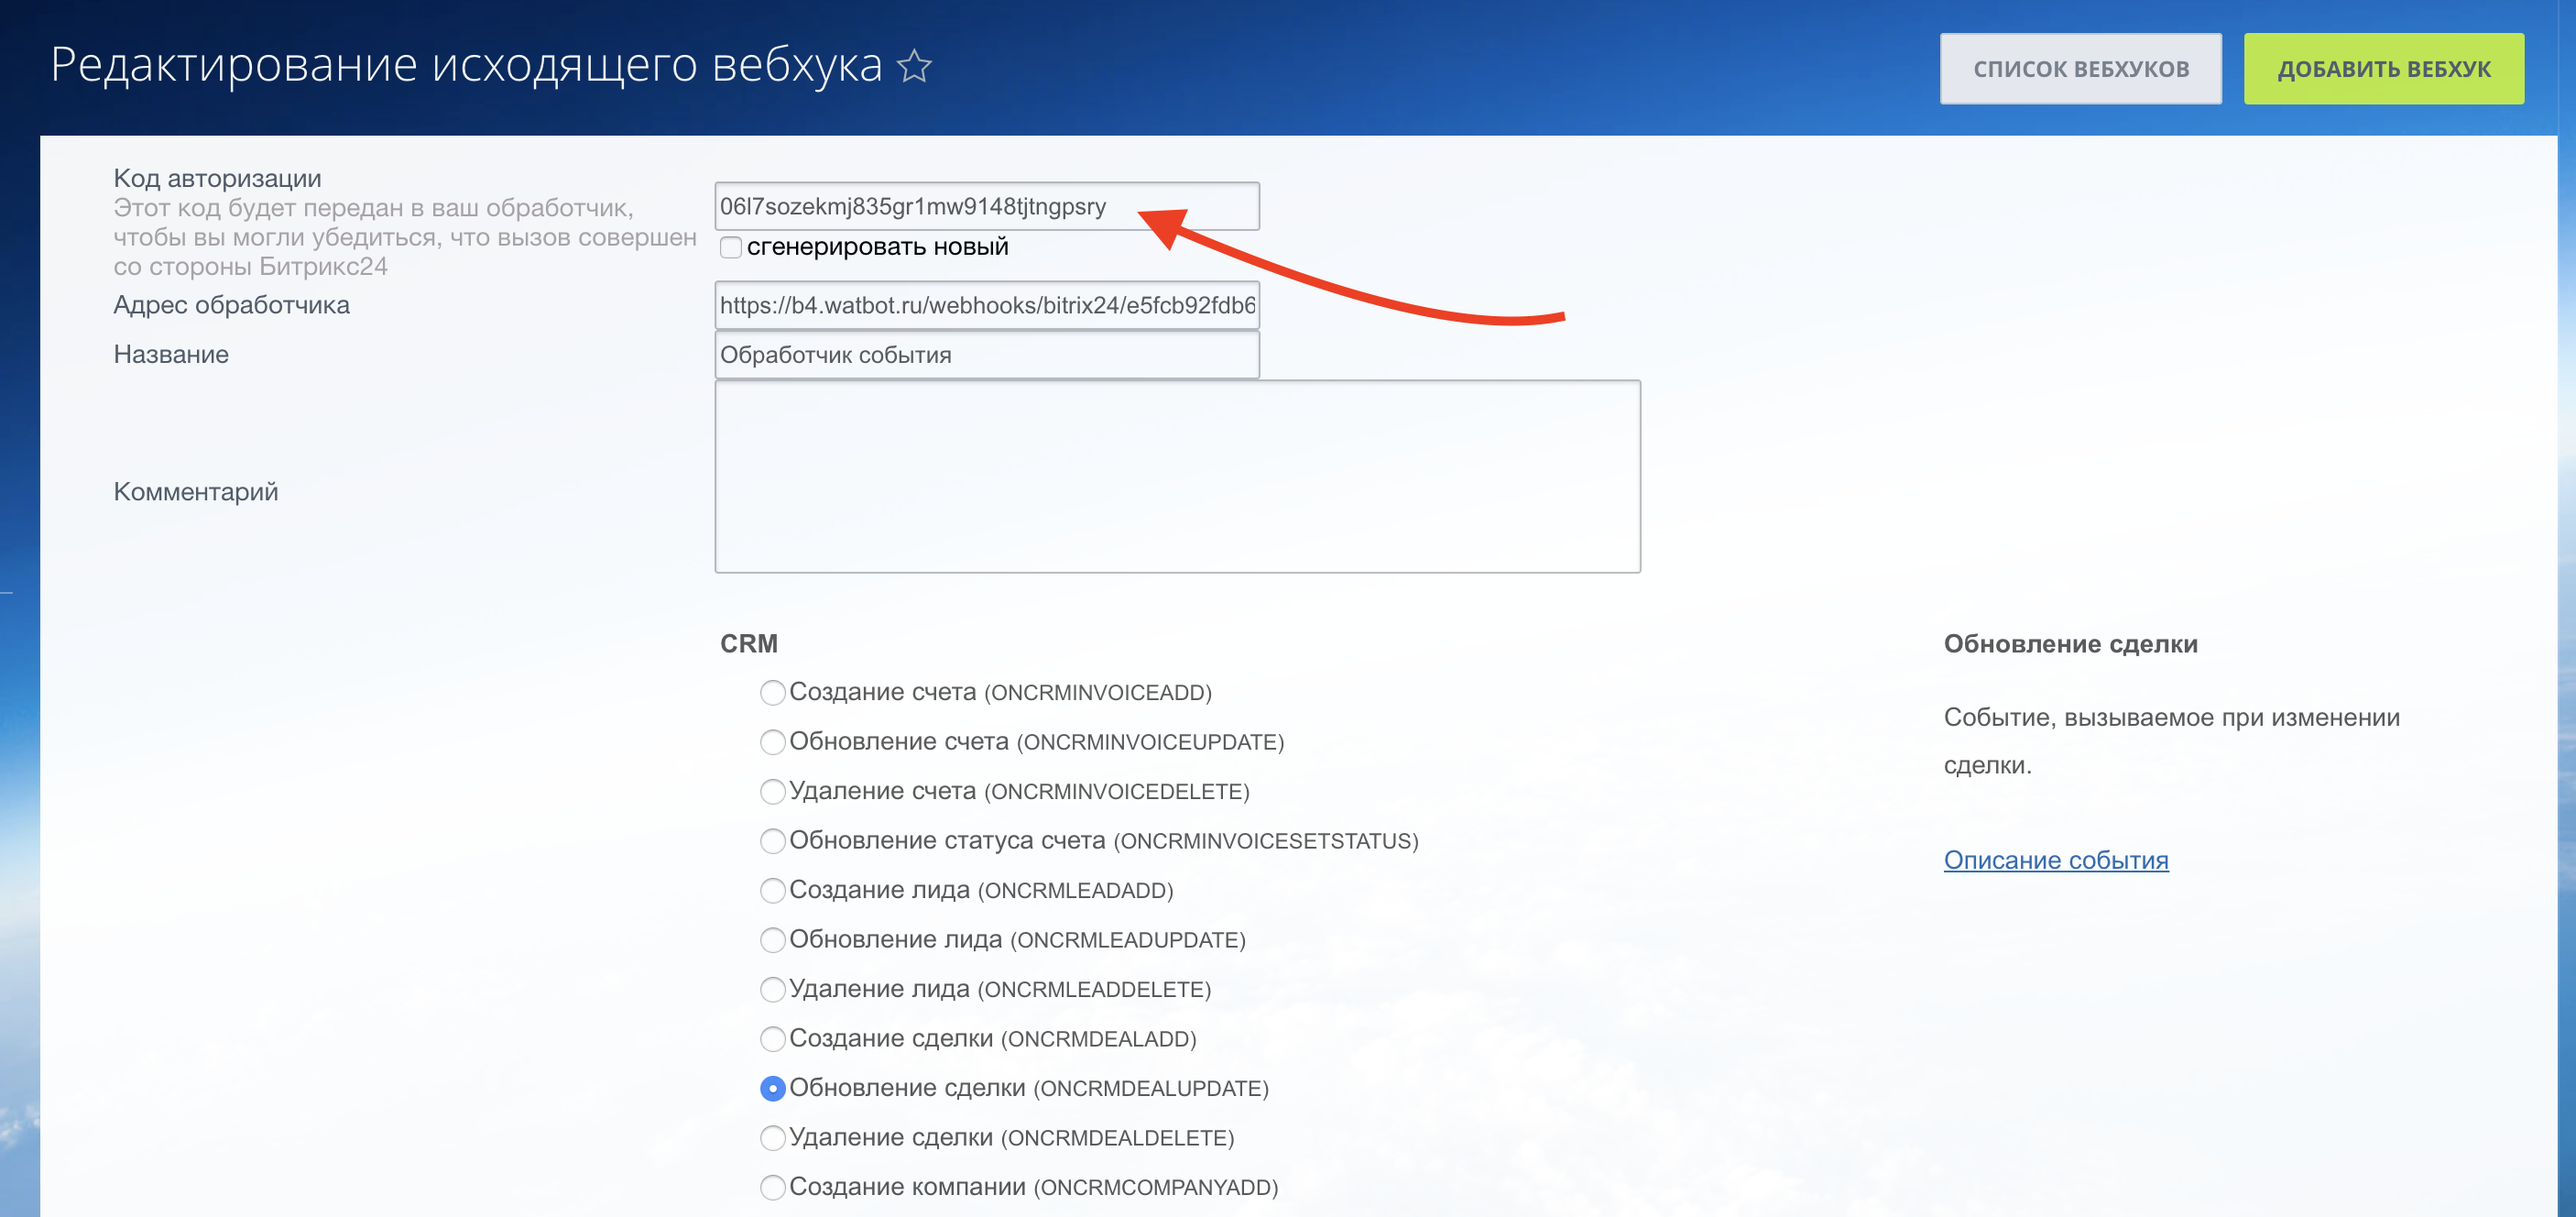 Редактирование исходящего вебхука
СПИСОК ВЕБХУКОВ
ДОБАВИТЬ ВЕБХУК
Код авторизации
Этот код будет передан в ваш обработчик,
чтобы вы могли убедиться, что вызов совершен
со стороны Битрикс24
06l7sozekmj835gr1mw9148tjtngpsry
сгенерировать новый
Адрес обработчика
https://b4.watbot.ru/webhooks/bitrix24/e5fcb92fdb6
Название
Обработчик события
Комментарий
CRM
Создание счета (ONCRMINVOICEADD)
Обновление счета (ONCRMINVOICEUPDATE)
Удаление счета (ONCRMINVOICEDELETE)
Обновление статуса счета (ONCRMINVOICESETSTATUS)
Создание лида (ONCRMLEADADD)
Обновление лида (ONCRMLEADUPDATE)
Удаление лида (ONCRMLEADDELETE)
Создание сделки (ONCRMDEALADD)
Обновление сделки (ONCRMDEALUPDATE)
Удаление сделки (ONCRMDEALDELETE)
Создание компании (ONCRMCOMPANYADD)
Обновление сделки
Событие, вызываемое при изменении
сделки.
Описание события